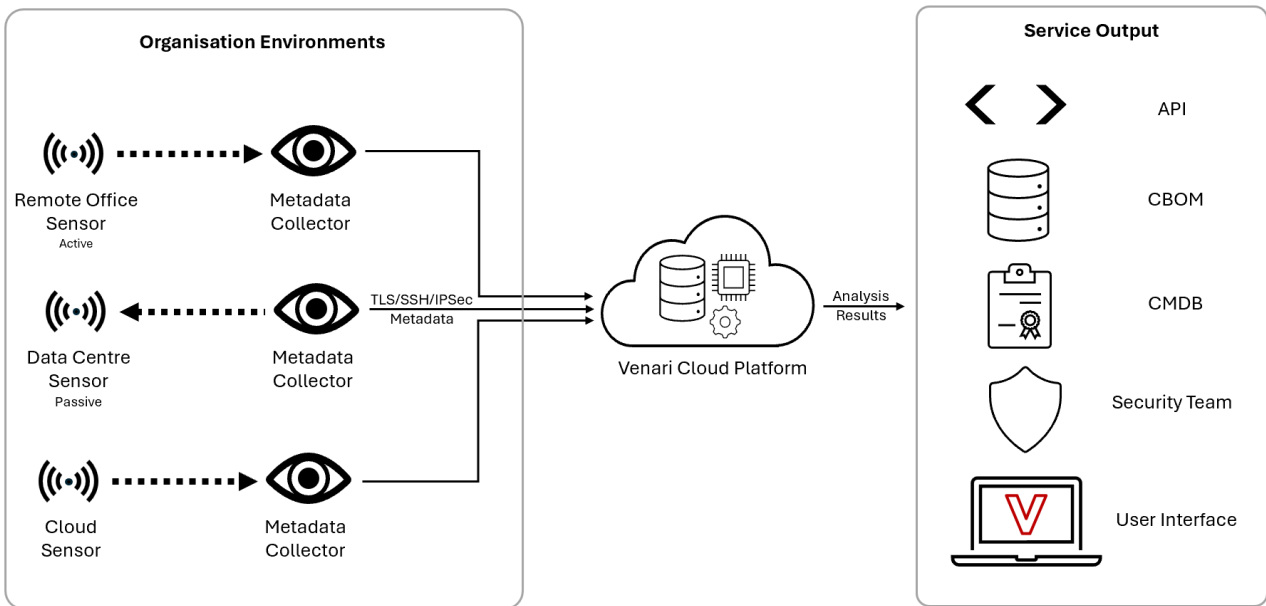 Organisation Environments
Remote Office
Sensor
Active
Metadata
Collector
Data Centre
Sensor
Passive
Metadata
Collector
TLS/SSH/IPSec
Metadata
Cloud
Sensor
Metadata
Collector
Venari Cloud Platform
Analysis
Results
Service Output
API
CBOM
CMDB
Security Team
V
User Interface